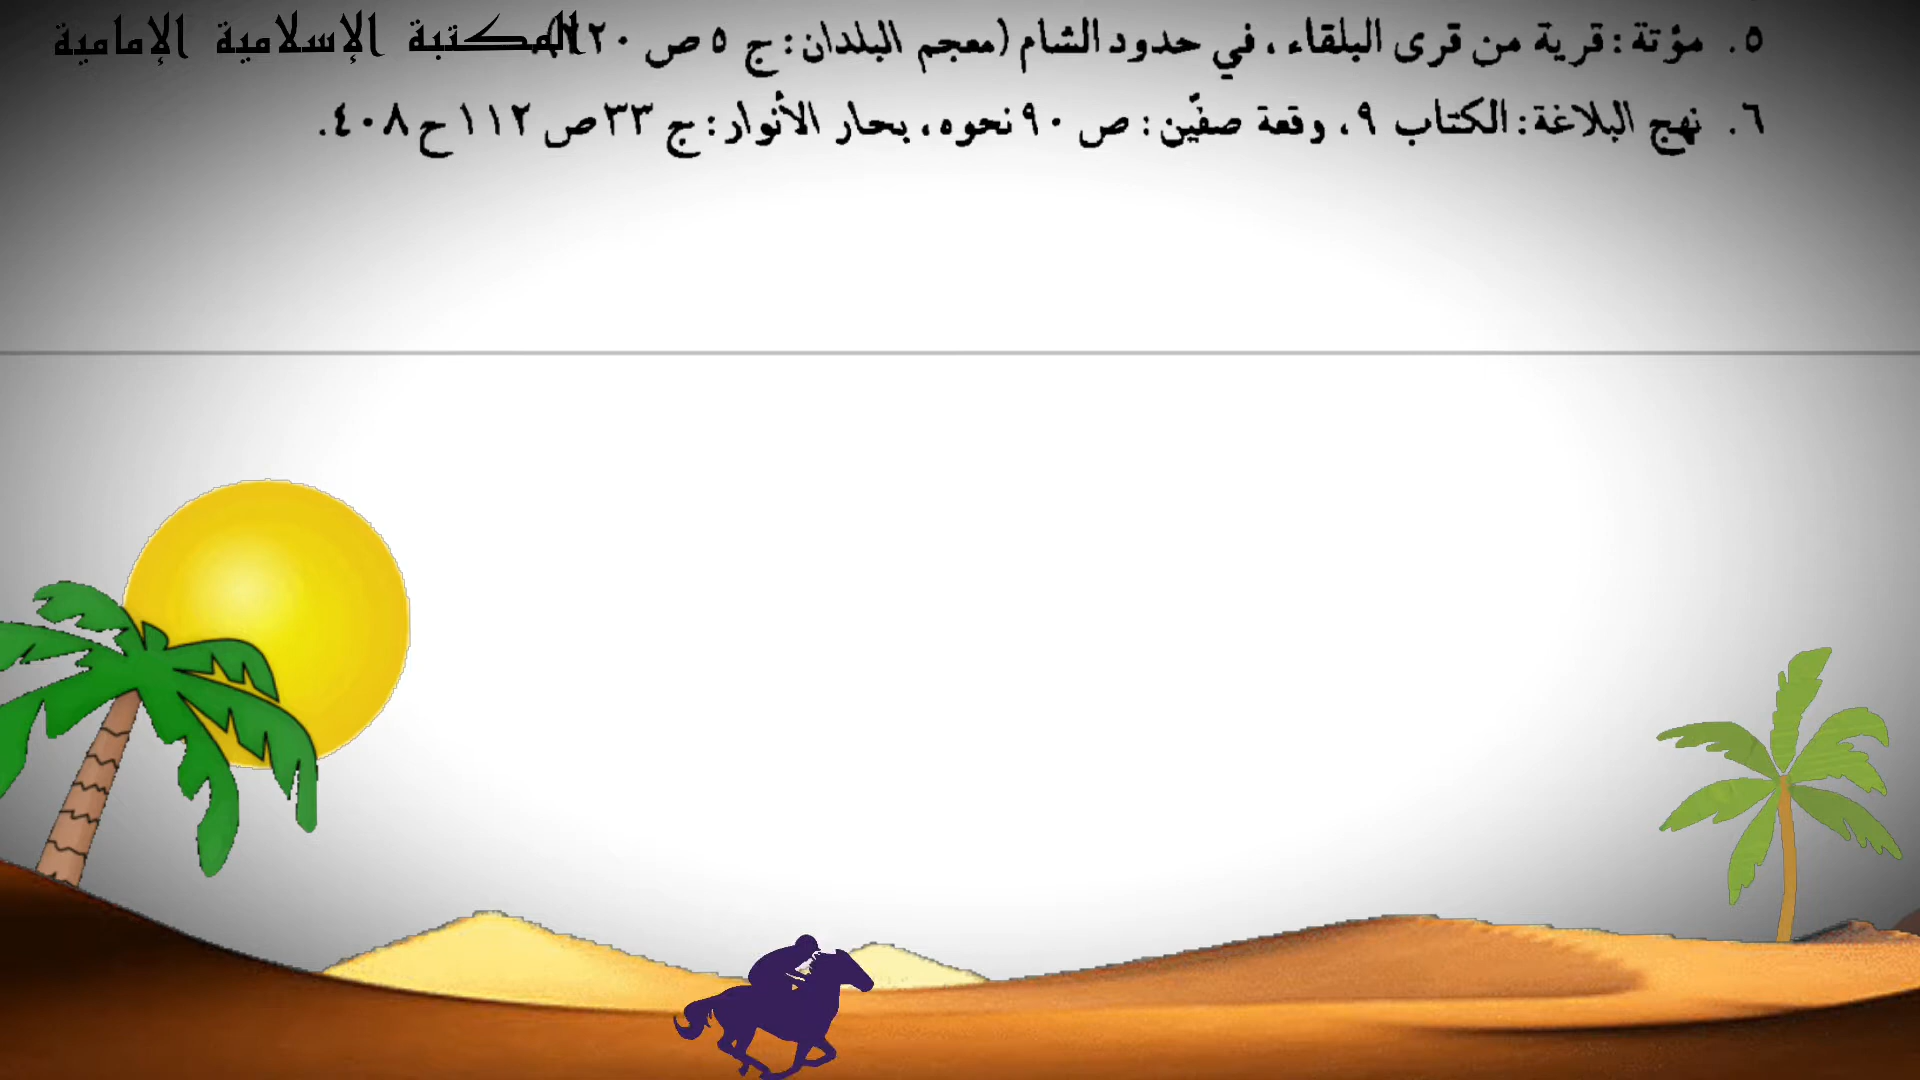 ٥. مؤتة: قرية من قرى البلقاء، في حدود الشام (معجم البلدان: ج ٥ ص ٢٢٠
المكتبة الإسلامية الإمامية
٦. نهج البلاغة: الكتاب ٩، وقعة صفّين: ص ٩٠ نحوه، بحار الأنوار: ج ٣٣ ص ١١٢ ح ٤٠٨.